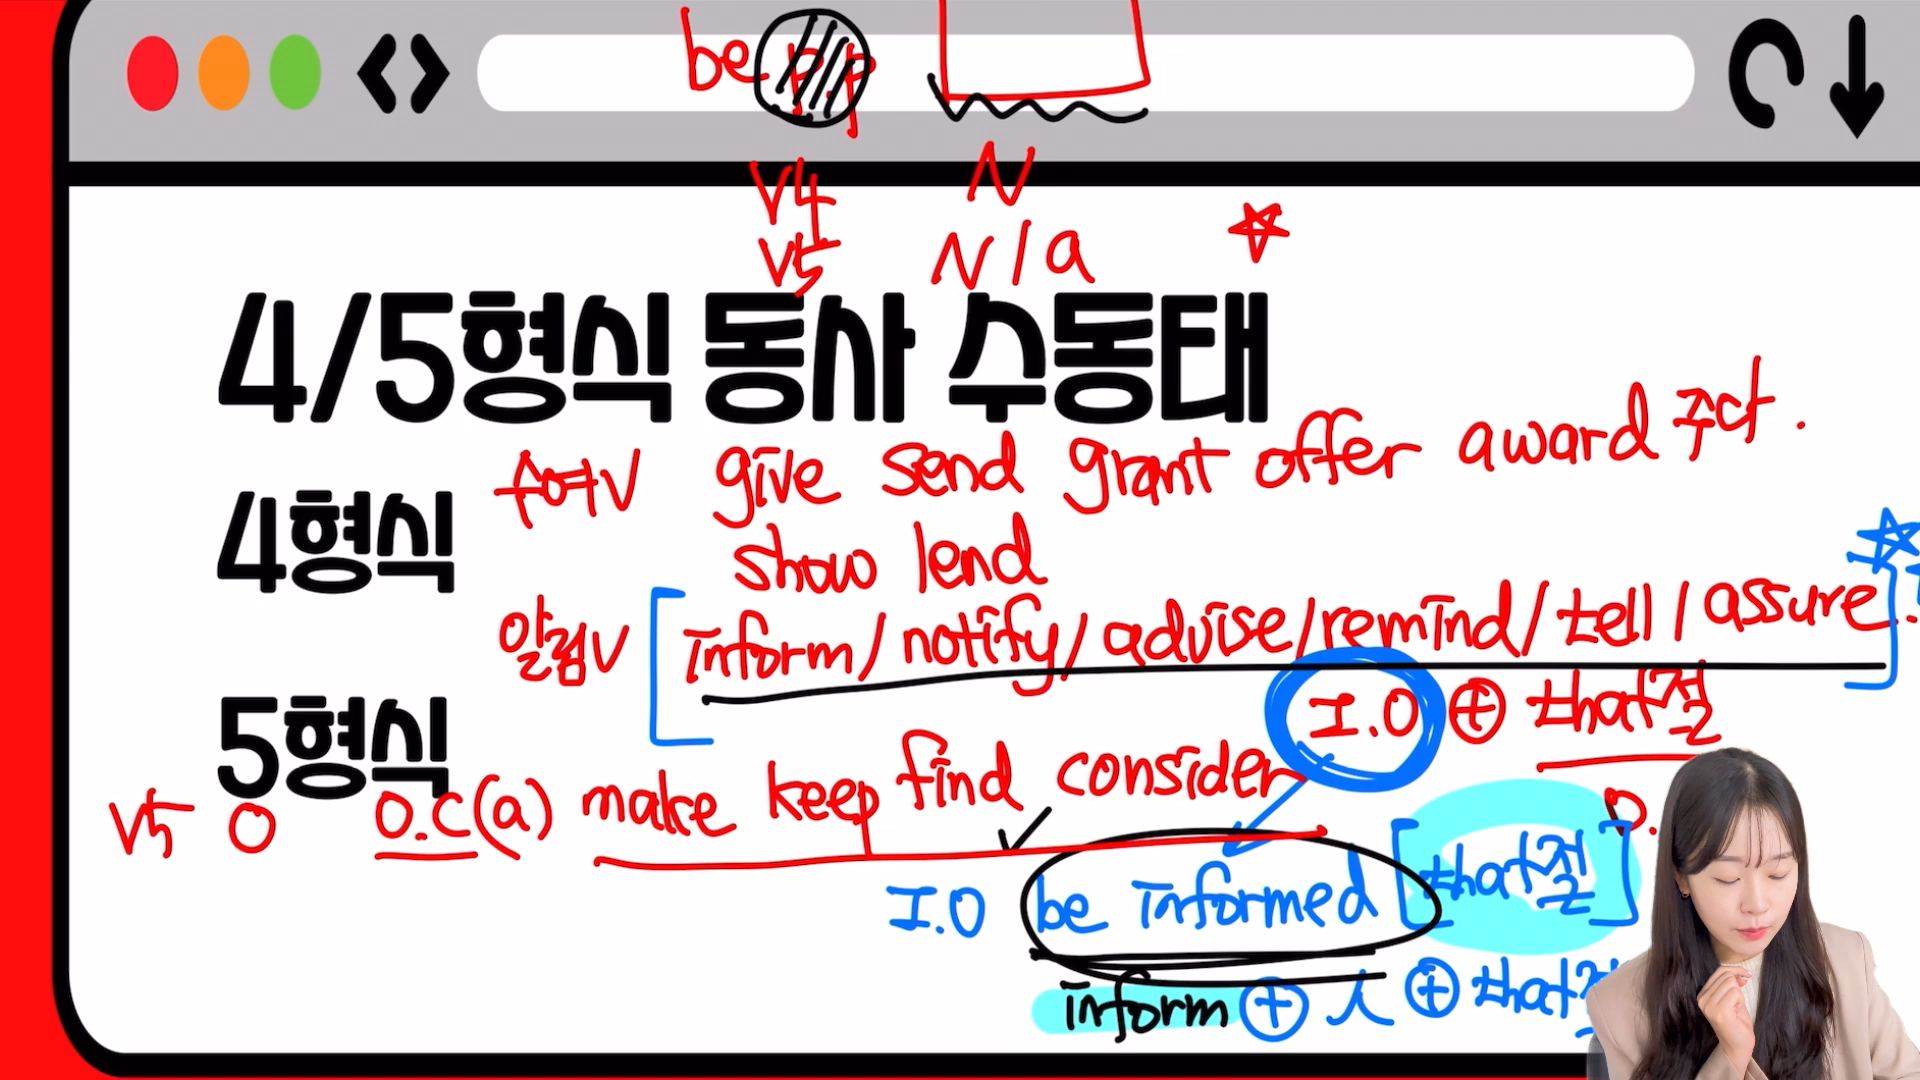 be p.p
V4 N
V5 N/a ☆
4/5형식 동사 수동태
수여V give send grant offer award 주다.
4형식
show lend
알림V [inform/notify/advise/remind/tell/assure]
5형식
I.O ⊕ that절
V5 O O.C(a) make keep find consider
I.O be informed [that절]
inform ⊕ 人 ⊕ that절